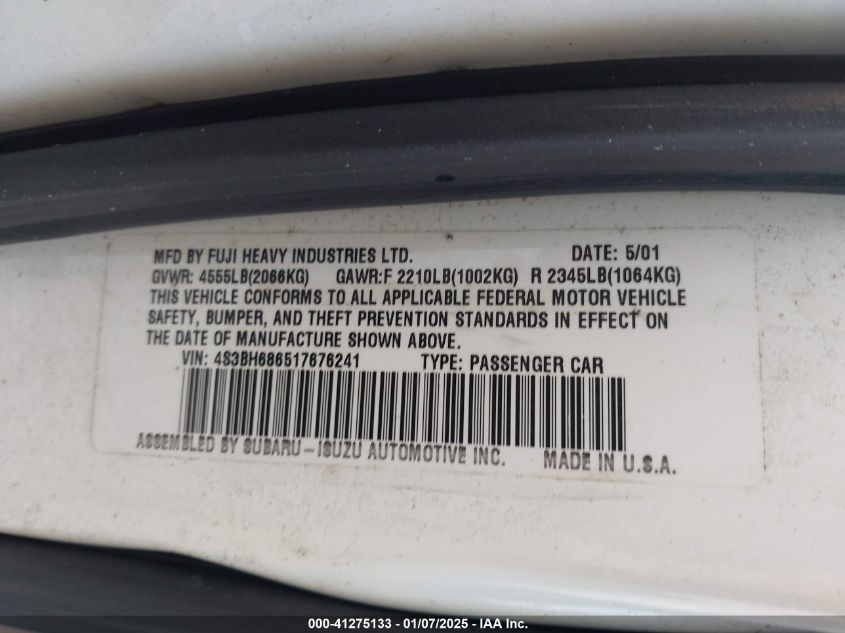 MFD BY FUJI HEAVY INDUSTRIES LTD. DATE: 5/01
GVWR: 4555LB(2066KG) GAWR:F 2210LB(1002KG) R 2345LB(1064KG)
THIS VEHICLE CONFORMS TO ALL APPLICABLE FEDERAL MOTOR VEHICLE
SAFETY, BUMPER, AND THEFT PREVENTION STANDARDS IN EFFECT ON
THE DATE OF MANUFACTURE SHOWN ABOVE.
VIN: 4S3BH686517676241 TYPE: PASSENGER CAR
ASSEMBLED BY SUBARU-ISUZU AUTOMOTIVE INC. MADE IN U.S.A.
000-41275133 - 01/07/2025 - IAA Inc.